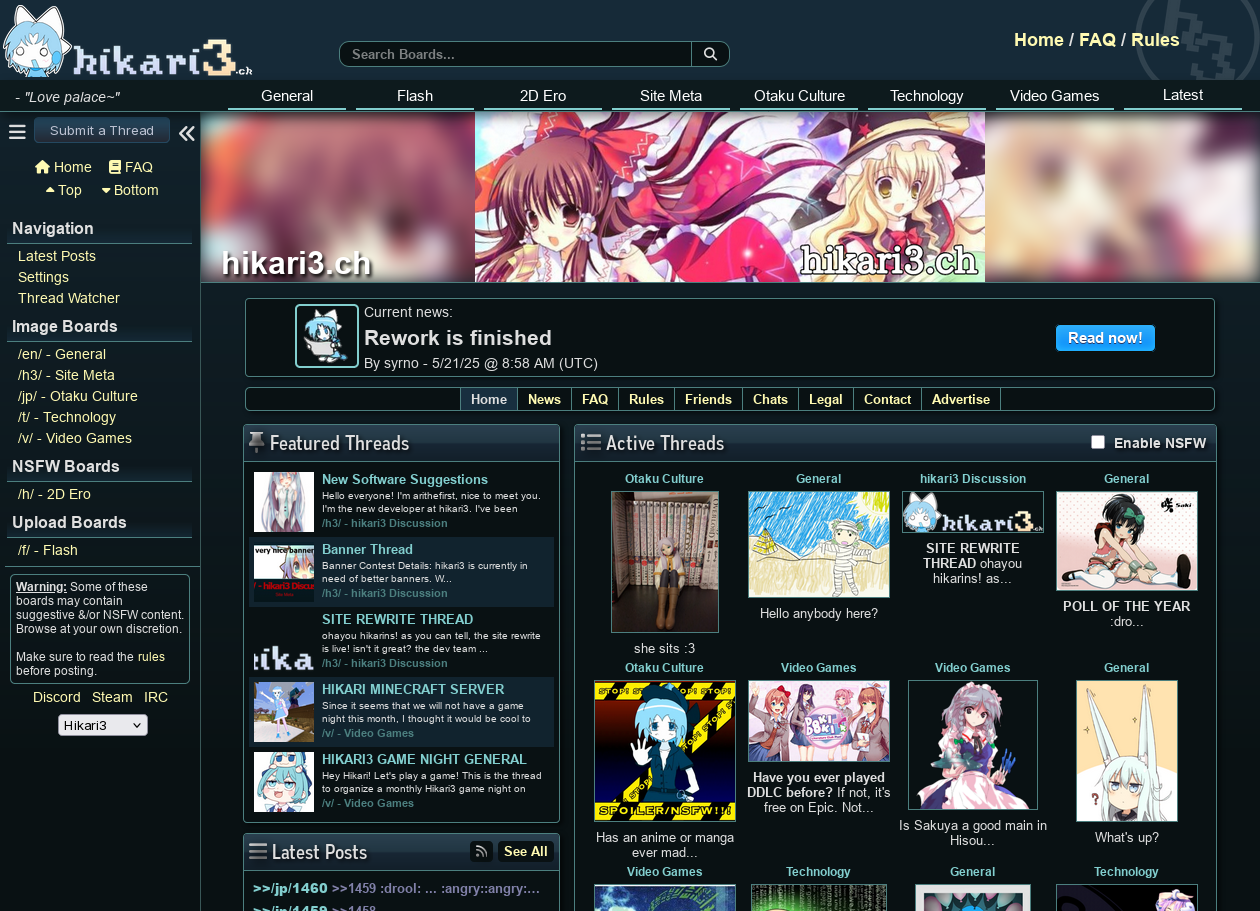 hikari3.ch
Search Boards...
Home / FAQ / Rules
- "Love palace~"
General
Flash
2D Ero
Site Meta
Otaku Culture
Technology
Video Games
Latest
Submit a Thread
Home
FAQ
Top
Bottom
Navigation
Latest Posts
Settings
Thread Watcher
Image Boards
/en/ - General
/h3/ - Site Meta
/jp/ - Otaku Culture
/t/ - Technology
/v/ - Video Games
NSFW Boards
/h/ - 2D Ero
Upload Boards
/f/ - Flash
Warning: Some of these
boards may contain
suggestive &/or NSFW content.
Browse at your own discretion.
Make sure to read the rules
before posting.
Discord Steam IRC
Hikari3
hikari3.ch
hikari3.ch
Current news:
Rework is finished
By syrno - 5/21/25 @ 8:58 AM (UTC)
Read now!
Home
News
FAQ
Rules
Friends
Chats
Legal
Contact
Advertise
Featured Threads
New Software Suggestions
Hello everyone! I'm arithefirst, nice to meet you.
I'm the new developer at hikari3. I've been
/h3/ - hikari3 Discussion
very nice banner
Banner Thread
Banner Contest Details: hikari3 is currently in
need of better banners. W...
/h3/ - hikari3 Discussion
SITE REWRITE THREAD
ohayou hikarins! as you can tell, the site rewrite
is live! isn't it great? the dev team ...
/h3/ - hikari3 Discussion
HIKARI MINECRAFT SERVER
Since it seems that we will not have a game
night this month, I thought it would be cool to
/v/ - Video Games
HIKARI3 GAME NIGHT GENERAL
Hey Hikari! Let's play a game! This is the thread
to organize a monthly Hikari3 game night on
/v/ - Video Games
Latest Posts
See All
>>/jp/1460 >>1459 :drool: ... :angry::angry:...
>>/jp/1459 >>1458
Active Threads
Enable NSFW
Otaku Culture
she sits :3
General
Hello anybody here?
hikari3 Discussion
hikari3.ch
SITE REWRITE
THREAD ohayou
hikarins! as...
General
咲 Saki
POLL OF THE YEAR
:dro...
Otaku Culture
STOP! STOP! STOP! STOP!
SPOILER/NSFW!!!
Has an anime or manga
ever mad...
Video Games
DOKI DOKI
Have you ever played
DDLC before? If not, it's
free on Epic. Not...
Video Games
Is Sakuya a good main in
Hisou...
General
?
What's up?
Video Games
Technology
General
Technology